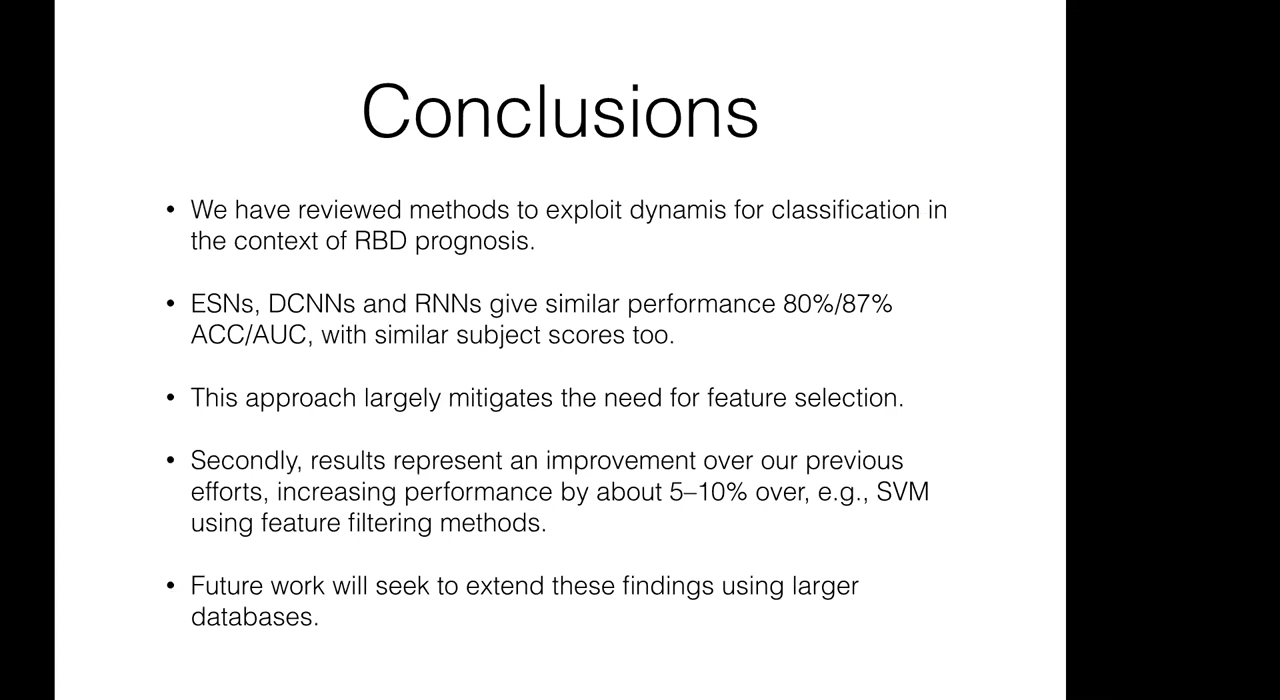 Conclusions
• We have reviewed methods to exploit dynamis for classification in
the context of RBD prognosis.
• ESNs, DCNNs and RNNs give similar performance 80%/87%
ACC/AUC, with similar subject scores too.
• This approach largely mitigates the need for feature selection.
• Secondly, results represent an improvement over our previous
efforts, increasing performance by about 5–10% over, e.g., SVM
using feature filtering methods.
• Future work will seek to extend these findings using larger
databases.